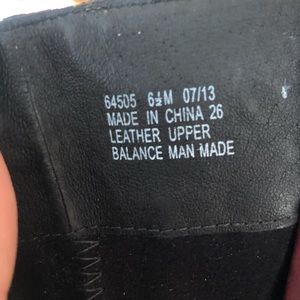 64505 6½M 07/13
MADE IN CHINA 26
LEATHER UPPER
BALANCE MAN MADE